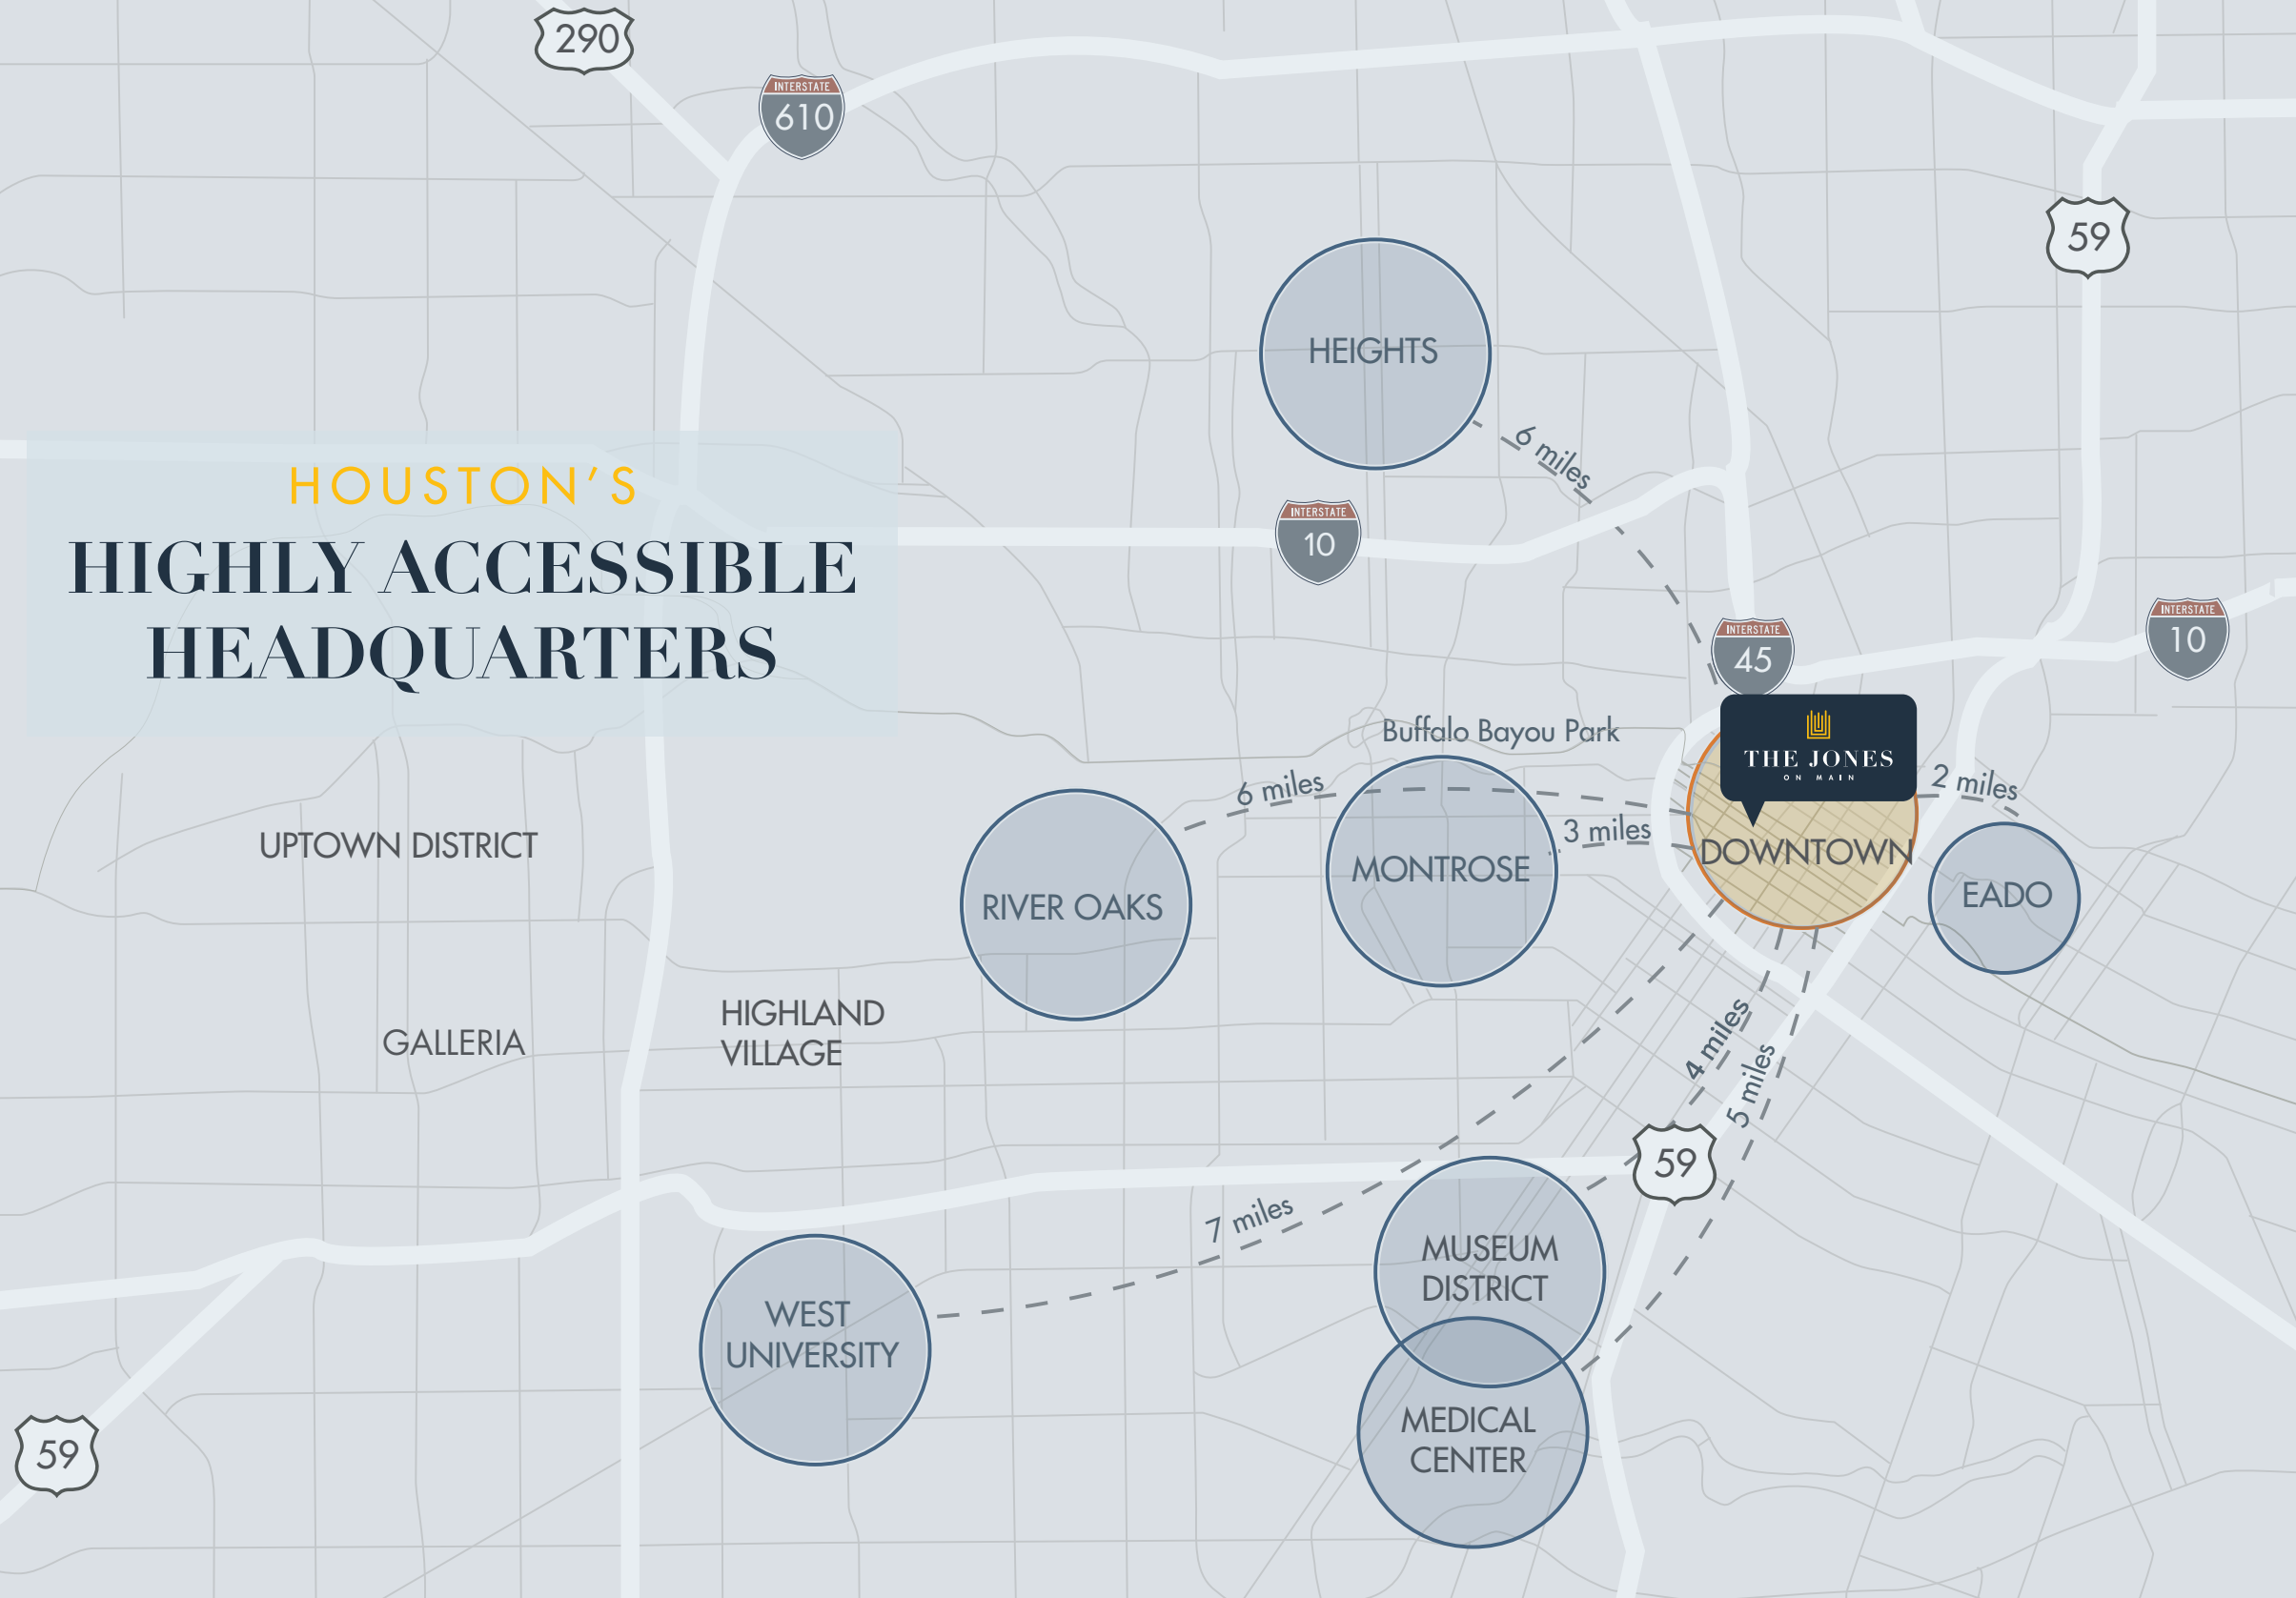 290
INTERSTATE
610
59
HEIGHTS
6 miles
HOUSTON'S
HIGHLY ACCESSIBLE
HEADQUARTERS
INTERSTATE
10
INTERSTATE
45
INTERSTATE
10
Buffalo Bayou Park
THE JONES
ON MAIN
6 miles
2 miles
3 miles
UPTOWN DISTRICT
DOWNTOWN
MONTROSE
EADO
RIVER OAKS
HIGHLAND
VILLAGE
GALLERIA
4 miles
5 miles
59
7 miles
MUSEUM
DISTRICT
WEST
UNIVERSITY
MEDICAL
CENTER
59